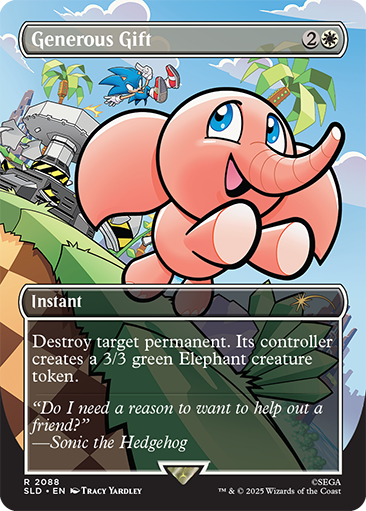 Generous Gift 2
Instant
Destroy target permanent. Its controller
creates a 3/3 green Elephant creature
token.
“Do I need a reason to want to help out a
friend?”
—Sonic the Hedgehog
R 2088
SLD • EN TRACY YARDLEY
©SEGA
™ & © 2025 Wizards of the Coast